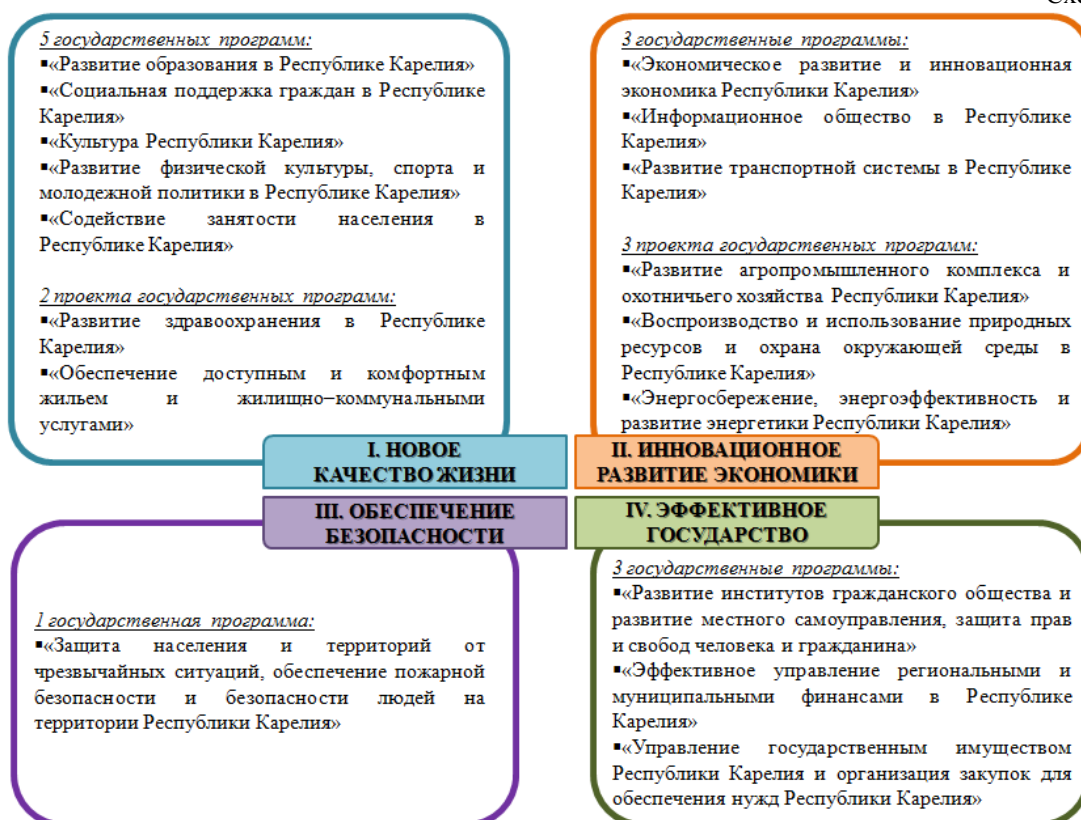 5 государственных программ:
▪«Развитие образования в Республике Карелия»
▪«Социальная поддержка граждан в Республике
Карелия»
▪«Культура Республики Карелия»
▪«Развитие физической культуры, спорта и
молодежной политики в Республике Карелия»
▪«Содействие занятости населения в
Республике Карелия»
2 проекта государственных программ:
▪«Развитие здравоохранения в Республике
Карелия»
▪«Обеспечение доступным и комфортным
жильем и жилищно–коммунальными
услугами»
I. НОВОЕ
КАЧЕСТВО ЖИЗНИ
3 государственные программы:
▪«Экономическое развитие и инновационная
экономика Республики Карелия»
▪«Информационное общество в Республике
Карелия»
▪«Развитие транспортной системы в Республике
Карелия»
3 проекта государственных программ:
▪«Развитие агропромышленного комплекса и
охотничьего хозяйства Республики Карелия»
▪«Воспроизводство и использование природных
ресурсов и охрана окружающей среды в
Республике Карелия»
▪«Энергосбережение, энергоэффективность и
развитие энергетики Республики Карелия»
II. ИННОВАЦИОННОЕ
РАЗВИТИЕ ЭКОНОМИКИ
III. ОБЕСПЕЧЕНИЕ
БЕЗОПАСНОСТИ
1 государственная программа:
▪«Защита населения и территорий от
чрезвычайных ситуаций, обеспечение пожарной
безопасности и безопасности людей на
территории Республики Карелия»
IV. ЭФФЕКТИВНОЕ
ГОСУДАРСТВО
3 государственные программы:
▪«Развитие институтов гражданского общества и
развитие местного самоуправления, защита прав
и свобод человека и гражданина»
▪«Эффективное управление региональными и
муниципальными финансами в Республике
Карелия»
▪«Управление государственным имуществом
Республики Карелия и организация закупок для
обеспечения нужд Республики Карелия»